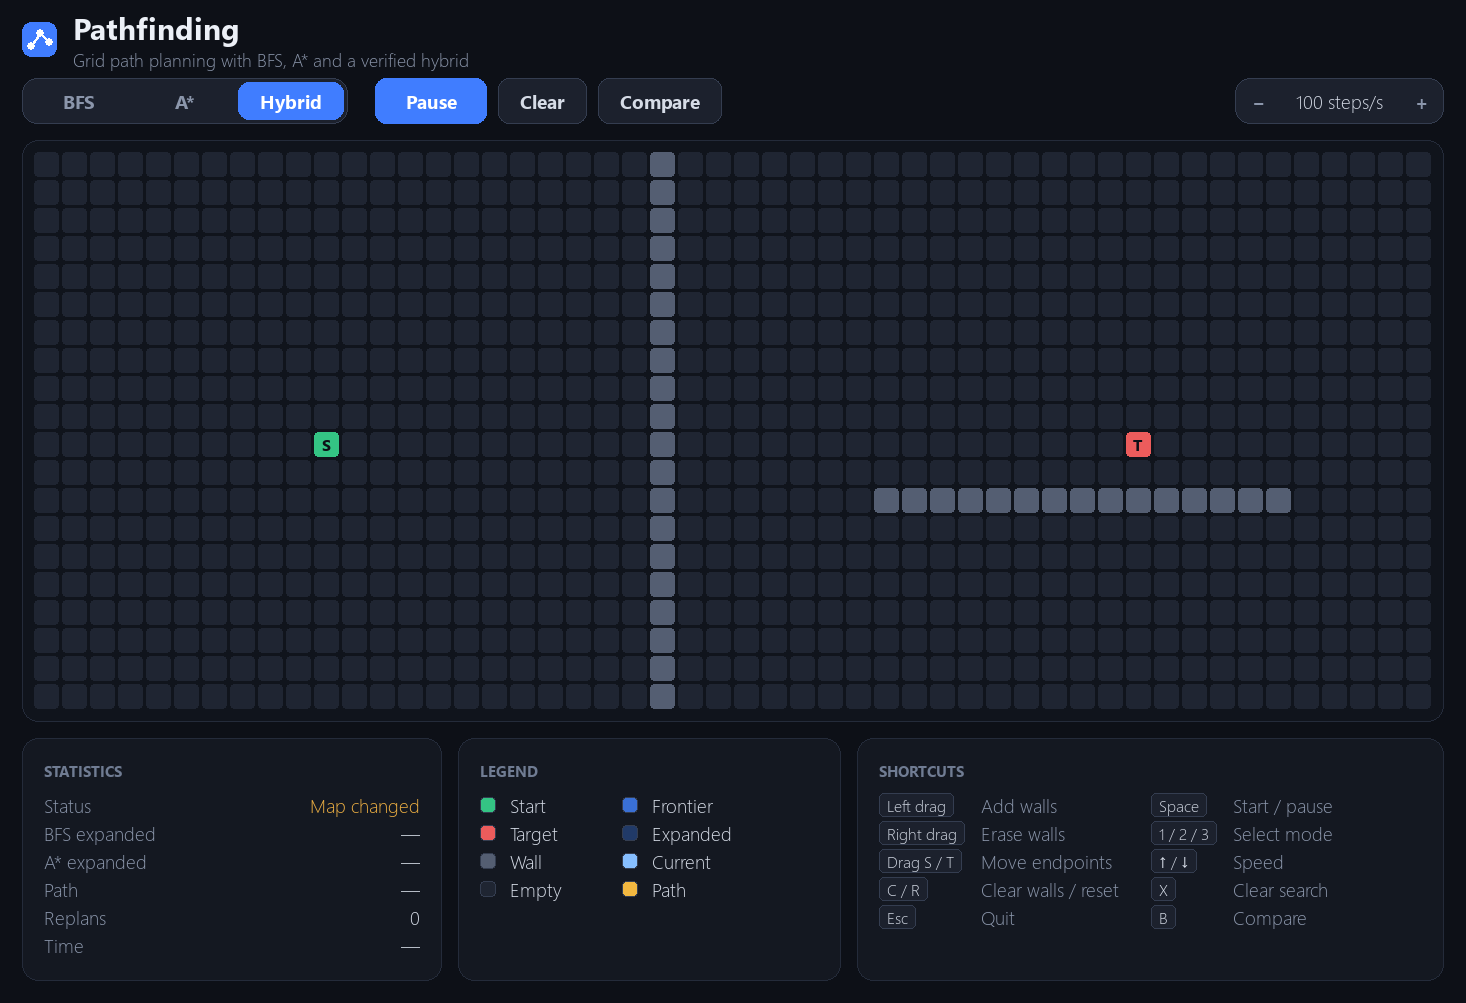 Pathfinding
Grid path planning with BFS, A* and a verified hybrid
BFS A* Hybrid Pause Clear Compare − 100 steps/s +
S T
STATISTICS
Status Map changed
BFS expanded —
A* expanded —
Path —
Replans 0
Time —
LEGEND
Start Frontier
Target Expanded
Wall Current
Empty Path
SHORTCUTS
Left drag Add walls Space Start / pause
Right drag Erase walls 1 / 2 / 3 Select mode
Drag S / T Move endpoints ↑ / ↓ Speed
C / R Clear walls / reset X Clear search
Esc Quit B Compare